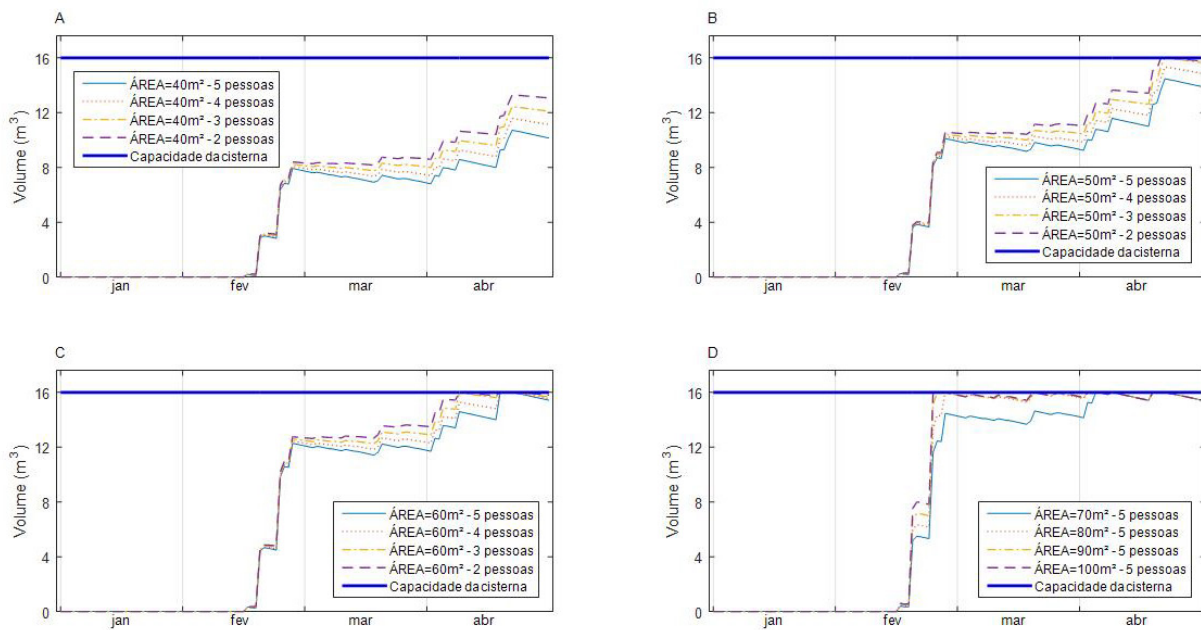 A
Volume (m³)
16
12
8
4
0
ÁREA=40m² - 5 pessoas
ÁREA=40m² - 4 pessoas
ÁREA=40m² - 3 pessoas
ÁREA=40m² - 2 pessoas
Capacidade da cisterna
jan fev mar abr
B
Volume (m³)
16
12
8
4
0
ÁREA=50m² - 5 pessoas
ÁREA=50m² - 4 pessoas
ÁREA=50m² - 3 pessoas
ÁREA=50m² - 2 pessoas
Capacidade da cisterna
jan fev mar abr
C
Volume (m³)
16
12
8
4
0
ÁREA=60m² - 5 pessoas
ÁREA=60m² - 4 pessoas
ÁREA=60m² - 3 pessoas
ÁREA=60m² - 2 pessoas
Capacidade da cisterna
jan fev mar abr
D
Volume (m³)
16
12
8
4
0
ÁREA=70m² - 5 pessoas
ÁREA=80m² - 5 pessoas
ÁREA=90m² - 5 pessoas
ÁREA=100m² - 5 pessoas
Capacidade da cisterna
jan fev mar abr